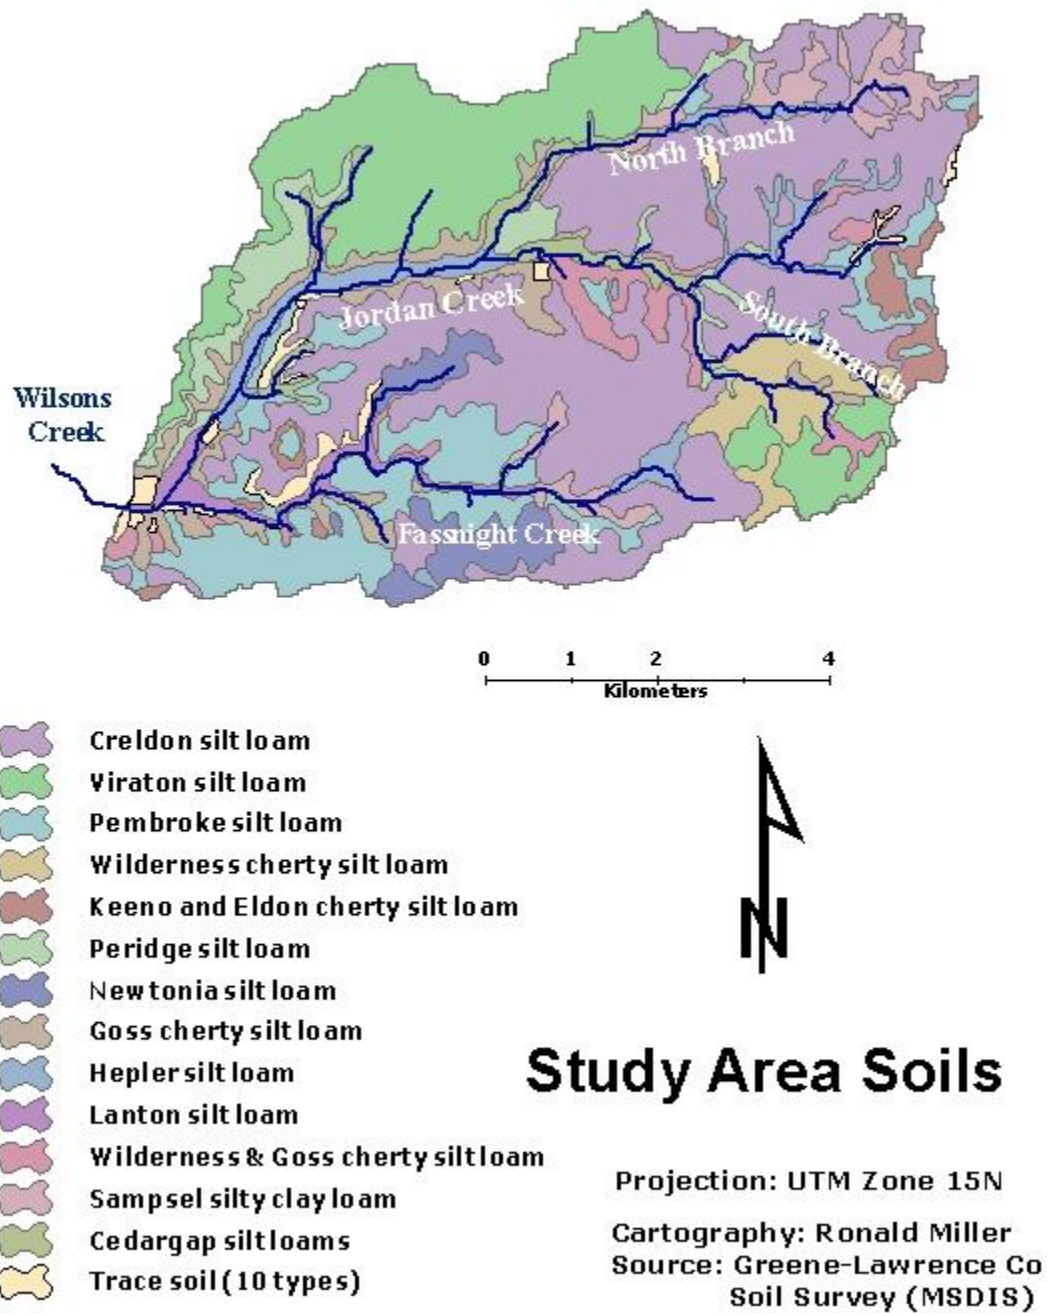 North Branch
Jordan Creek
South Branch
Wilsons
Creek
Fassnight Creek
0 1 2 4
Kilometers
Creldon silt loam
Viraton silt loam
Pembroke silt loam
Wilderness cherty silt loam
Keeno and Eldon cherty silt loam
Peridge silt loam
Newtonia silt loam
Goss cherty silt loam
Hepler silt loam
Lanton silt loam
Wilderness & Goss cherty silt loam
Sampsel silty clay loam
Cedargap silt loams
Trace soil (10 types)
N
Study Area Soils
Projection: UTM Zone 15N
Cartography: Ronald Miller
Source: Greene-Lawrence Co
Soil Survey (MSDIS)